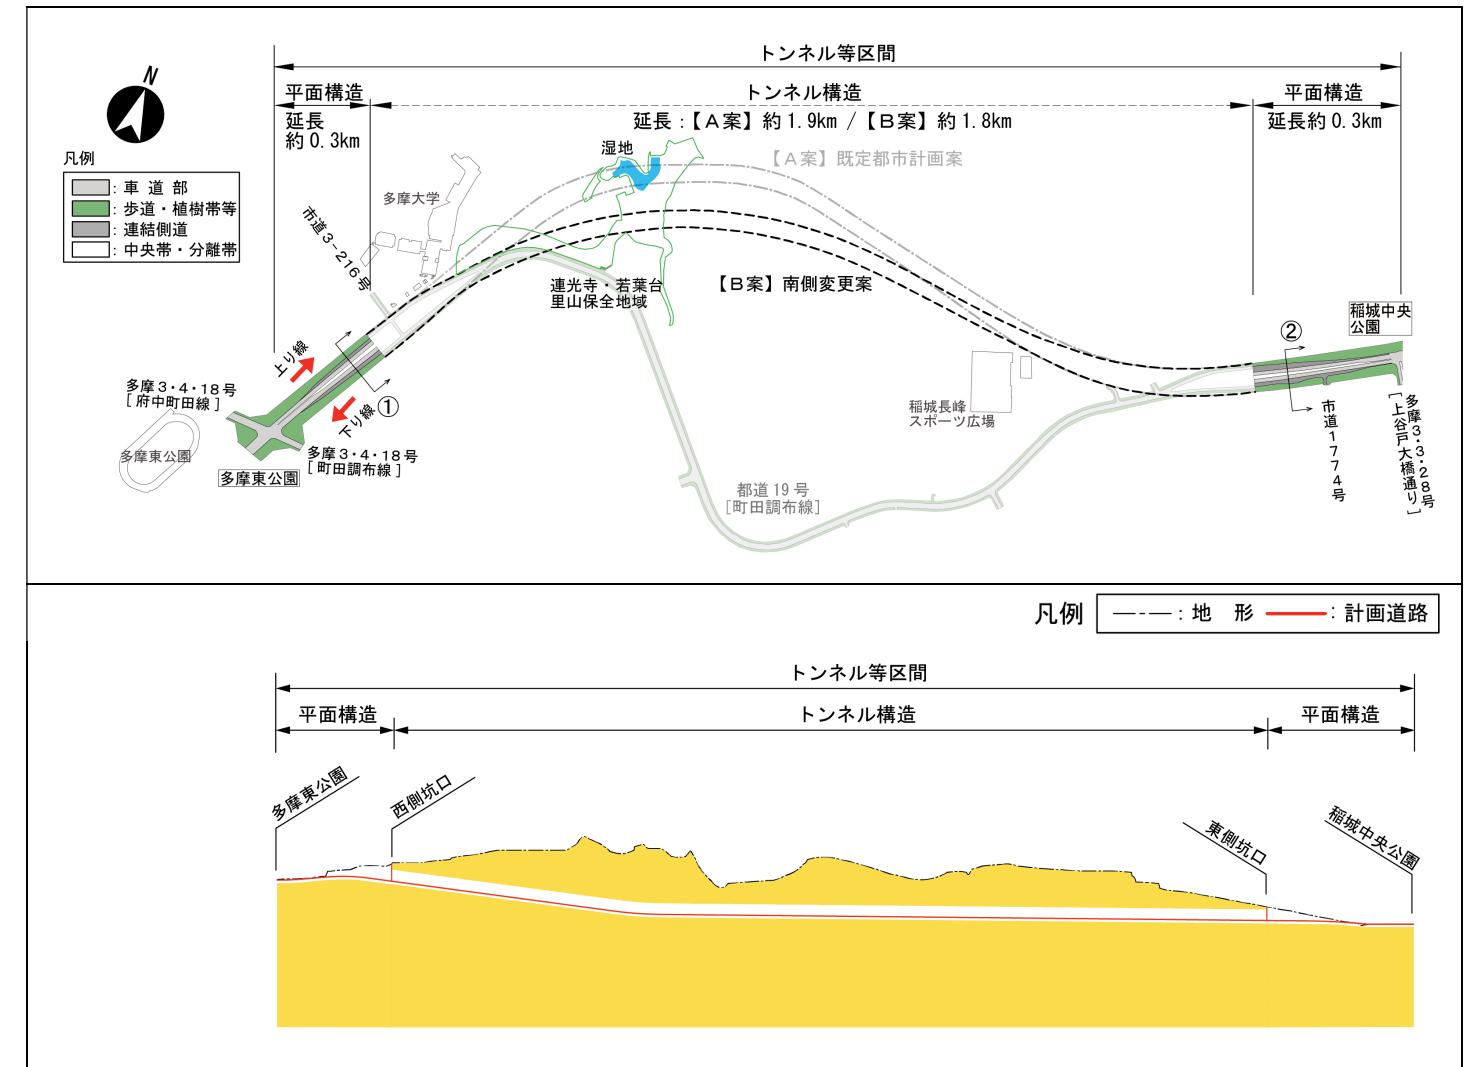 トンネル等区間
平面構造
トンネル構造
平面構造
延長
約0.3km
延長：【A案】約1.9km /【B案】約1.8km
延長約0.3km
N
凡例
：車道部
：歩道・植樹帯等
：連結側道
：中央帯・分離帯
湿地
【A案】既定都市計画案
多摩大学
市道3-216号
連光寺・若葉台
里山保全地域
【B案】南側変更案
稲城中央
公園
②
上り線
下り線
①
多摩3・4・18号
[府中町田線]
多摩東公園
多摩東公園
多摩3・4・18号
[町田調布線]
稲城長峰
スポーツ広場
都道19号
[町田調布線]
市道1774号
多摩3・3・28号
[上谷戸大橋通り]
凡例
：地形
：計画道路
トンネル等区間
平面構造
トンネル構造
平面構造
多摩東公園
西側坑口
東側坑口
稲城中央公園